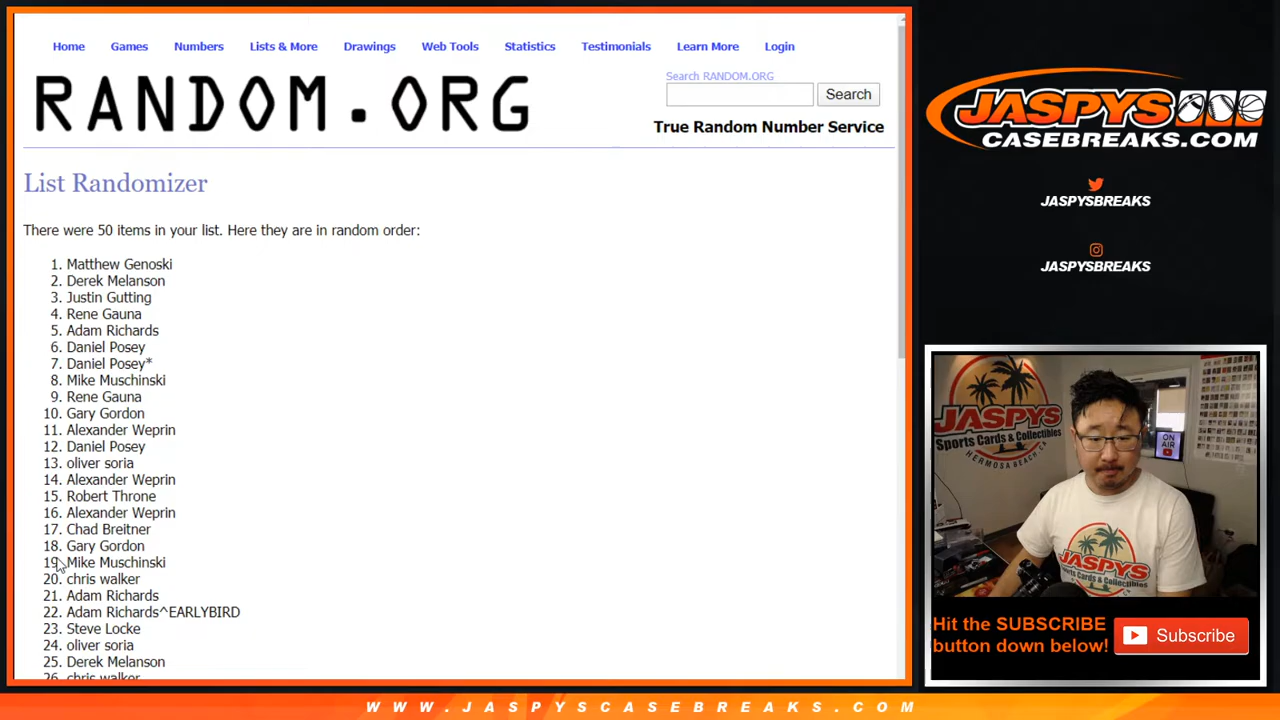 Home Games Numbers Lists & More Drawings Web Tools Statistics Testimonials Learn More Login
RANDOM.ORG
Search RANDOM.ORG
Search
True Random Number Service
List Randomizer
There were 50 items in your list. Here they are in random order:
1. Matthew Genoski
2. Derek Melanson
3. Justin Gutting
4. Rene Gauna
5. Adam Richards
6. Daniel Posey
7. Daniel Posey*
8. Mike Muschinski
9. Rene Gauna
10. Gary Gordon
11. Alexander Weprin
12. Daniel Posey
13. oliver soria
14. Alexander Weprin
15. Robert Throne
16. Alexander Weprin
17. Chad Breitner
18. Gary Gordon
19. Mike Muschinski
20. chris walker
21. Adam Richards
22. Adam Richards^EARLYBIRD
23. Steve Locke
24. oliver soria
25. Derek Melanson
26. chris walker
JASPYS
CASEBREAKS.COM
JASPYSBREAKS
JASPYSBREAKS
JASPYS
Sports Cards & Collectibles
HERMOSA BEACH, CA
ON
AIR
JASPYS
Hit the SUBSCRIBE
button down below!
Subscribe
WWW.JASPYSCASEBREAKS.COM